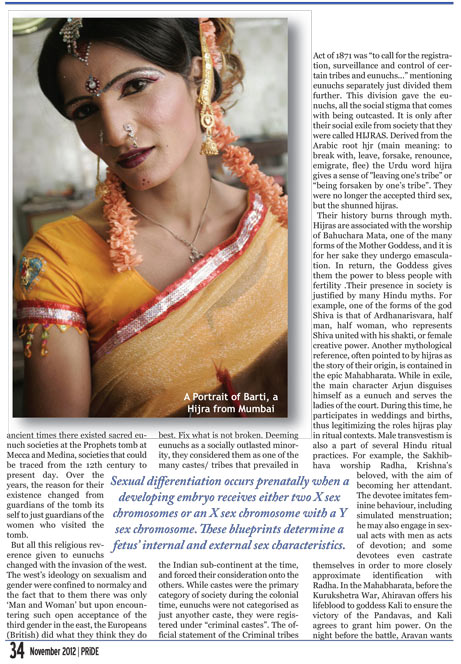 A Portrait of Barti, a
Hijra from Mumbai
ancient times there existed sacred eu-
nuch societies at the Prophets tomb at
Mecca and Medina, societies that could
be traced from the 12th century to
present day. Over the
years, the reason for their
existence changed from
guardians of the tomb its
self to just guardians of the
women who visited the
tomb.
But all this religious rev-
erence given to eunuchs
changed with the invasion of the west.
The west's ideology on sexualism and
gender were confined to normalcy and
the fact that to them there was only
'Man and Woman' but upon encoun-
tering such open acceptance of the
third gender in the east, the Europeans
(British) did what they think they do
best. Fix what is not broken. Deeming
eunuchs as a socially outlasted minor-
ity, they considered them as one of the
many castes/ tribes that prevailed in
Sexual differentiation occurs prenatally when a
developing embryo receives either two X sex
chromosomes or an X sex chromosome with a Y
sex chromosome. These blueprints determine a
fetus' internal and external sex characteristics.
the Indian sub-continent at the time,
and forced their consideration onto the
others. While castes were the primary
category of society during the colonial
time, eunuchs were not categorised as
just anyother caste, they were regis-
tered under "criminal castes". The of-
ficial statement of the Criminal tribes
Act of 1871 was "to call for the registra-
tion, surveillance and control of cer-
tain tribes and eunuchs..." mentioning
eunuchs separately just divided them
further. This division gave the eu-
nuchs, all the social stigma that comes
with being outcasted. It is only after
their social exile from society that they
were called HIJRAS. Derived from the
Arabic root hjr (main meaning: to
break with, leave, forsake, renounce,
emigrate, flee) the Urdu word hijra
gives a sense of "leaving one's tribe" or
"being forsaken by one's tribe". They
were no longer the accepted third sex,
but the shunned hijras.
Their history burns through myth.
Hijras are associated with the worship
of Bahuchara Mata, one of the many
forms of the Mother Goddess, and it is
for her sake they undergo emascula-
tion. In return, the Goddess gives
them the power to bless people with
fertility .Their presence in society is
justified by many Hindu myths. For
example, one of the forms of the god
Shiva is that of Ardhanarisvara, half
man, half woman, who represents
Shiva united with his shakti, or female
creative power. Another mythological
reference, often pointed to by hijras as
the story of their origin, is contained in
the epic Mahabharata. While in exile,
the main character Arjun disguises
himself as a eunuch and serves the
ladies of the court. During this time, he
participates in weddings and births,
thus legitimizing the roles hijras play
in ritual contexts. Male transvestism is
also a part of several Hindu ritual
practices. For example, the Sakhib-
hava worship Radha, Krishna's
beloved, with the aim of
becoming her attendant.
The devotee imitates fem-
inine behaviour, including
simulated menstruation;
he may also engage in sex-
ual acts with men as acts
of devotion; and some
devotees even castrate
themselves in order to more closely
approximate identification with
Radha. In the Mahabharata, before the
Kurukshetra War, Ahiravan offers his
lifeblood to goddess Kali to ensure the
victory of the Pandavas, and Kali
agrees to grant him power. On the
night before the battle, Aravan wants
34 November 2012 | PRIDE